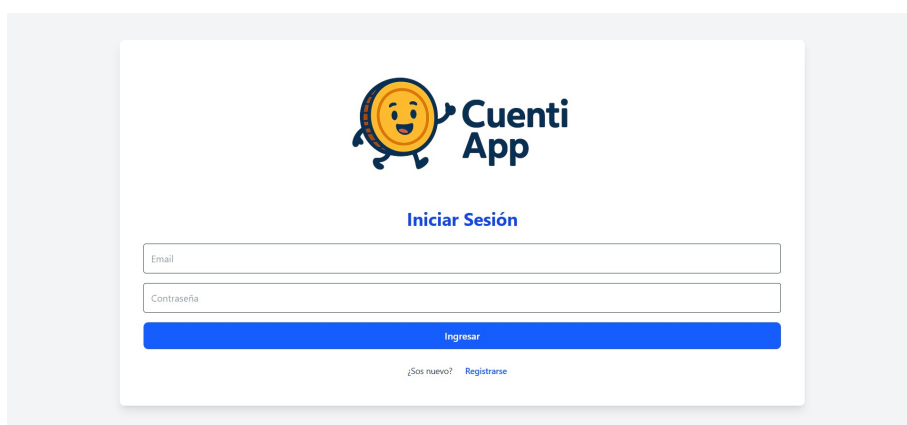 Cuenti
App
Iniciar Sesión
Email
Contraseña
Ingresar
¿Sos nuevo? Registrarse